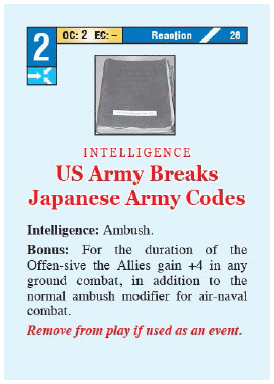 2 OC: 2 EC: – Reaction 26
INTELLIGENCE
US Army Breaks
Japanese Army Codes
Intelligence: Ambush.
Bonus: For the duration of the
Offen-sive the Allies gain +4 in any
ground combat, in addition to the
normal ambush modifier for air-naval
combat.
Remove from play if used as an event.